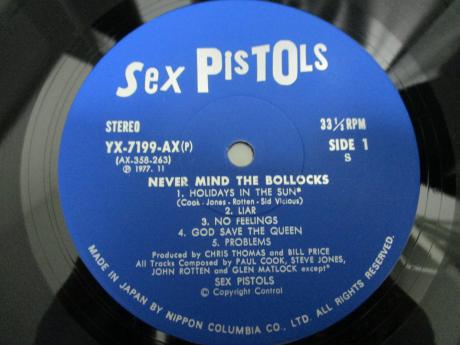 Sex PISTOLS
STEREO
33 1/3 RPM
YX-7199-AX(P)
SIDE 1
(AX-358-263)
S
Ⓟ 1977. 11
NEVER MIND THE BOLLOCKS
1. HOLIDAYS IN THE SUN*
(Cook - Jones - Rotten - Sid Vicious)
2. LIAR
3. NO FEELINGS
4. GOD SAVE THE QUEEN
5. PROBLEMS
Produced by CHRIS THOMAS and BILL PRICE
All Tracks Composed by PAUL COOK, STEVE JONES,
JOHN ROTTEN and GLEN MATLOCK except*
SEX PISTOLS
© Copyright Control
MADE IN JAPAN BY NIPPON COLUMBIA CO., LTD. ALL RIGHTS RESERVED.